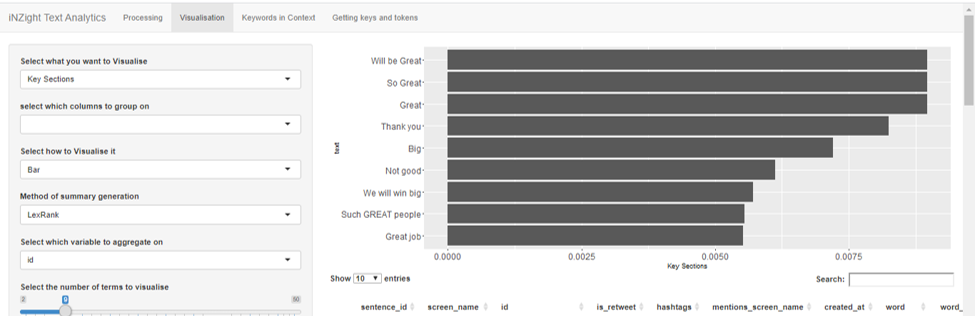 iNZight Text Analytics Processing Visualisation Keywords in Context Getting keys and tokens
Select what you want to Visualise
Key Sections
select which columns to group on
Select how to Visualise it
Bar
Method of summary generation
LexRank
Select which variable to aggregate on
id
Select the number of terms to visualise
2 9 50
text
Will be Great
So Great
Great
Thank you
Big
Not good
We will win big
Such GREAT people
Great job
0.0000 0.0025 0.0050 0.0075
Key Sections
Show 10 entries Search:
sentence_id screen_name id is_retweet hashtags mentions_screen_name created_at word word_